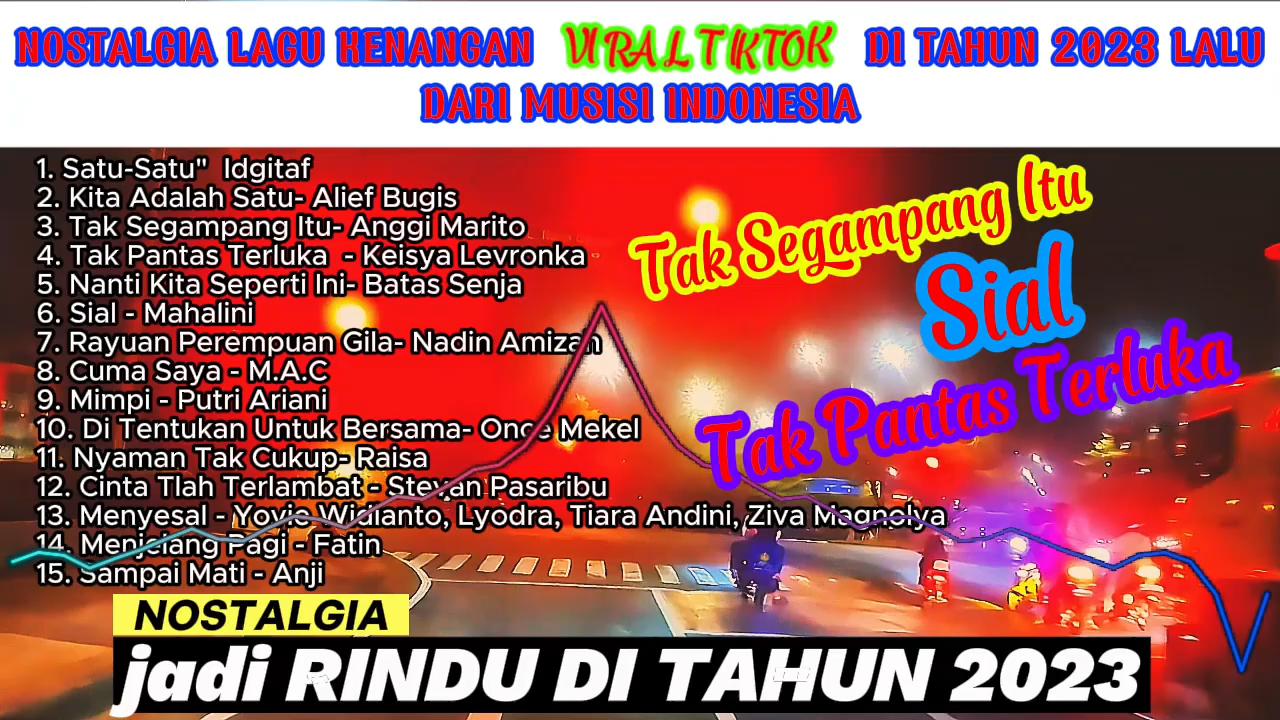 NOSTALGIA LAGU KENANGAN VIRAL TIKTOK DI TAHUN 2023 LALU
DARI MUSISI INDONESIA
1. Satu-Satu" Idgitaf
2. Kita Adalah Satu- Alief Bugis
3. Tak Segampang Itu- Anggi Marito
4. Tak Pantas Terluka - Keisya Levronka
5. Nanti Kita Seperti Ini- Batas Senja
6. Sial - Mahalini
7. Rayuan Perempuan Gila- Nadin Amizah
8. Cuma Saya - M.A.C
9. Mimpi - Putri Ariani
10. Di Tentukan Untuk Bersama- Once Mekel
11. Nyaman Tak Cukup- Raisa
12. Cinta Tlah Terlambat - Stevan Pasaribu
13. Menyesal - Yovie Widianto, Lyodra, Tiara Andini, Ziva Magnolya
14. Menjelang Pagi - Fatin
15. Sampai Mati - Anji
Tak Segampang Itu
Sial
Tak Pantas Terluka
NOSTALGIA
jadi RINDU DI TAHUN 2023